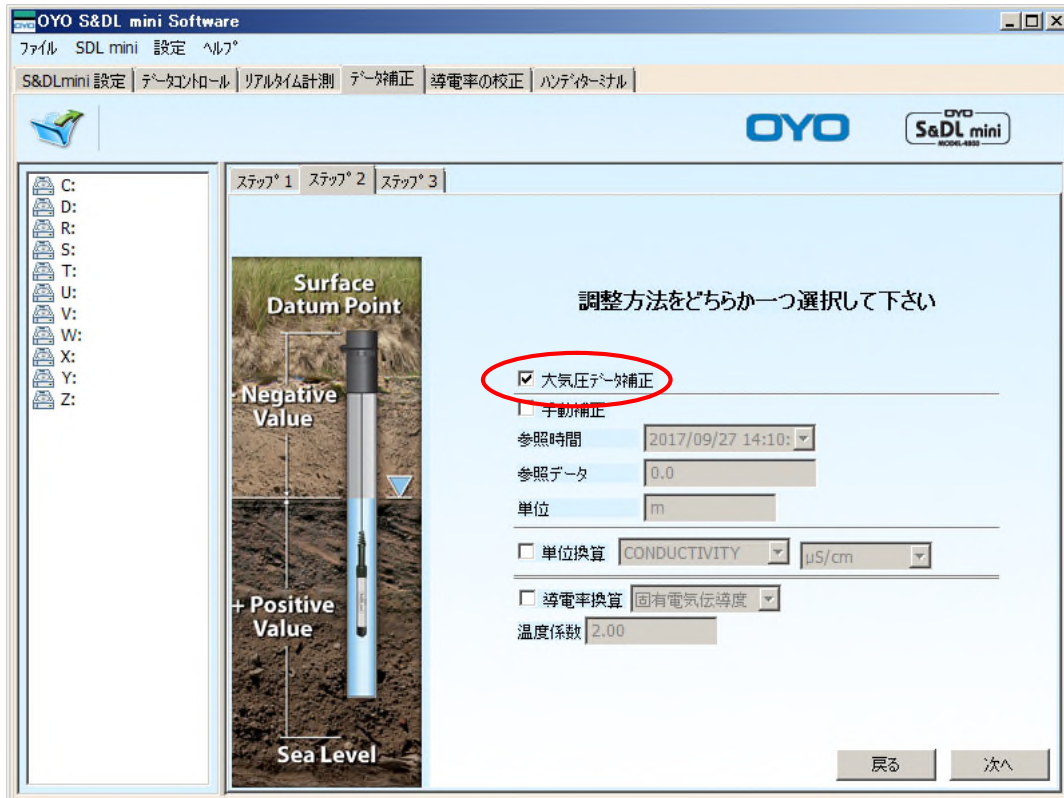 OYO S&DL mini Software
ファイル SDL mini 設定 ヘルプ
S&DLmini 設定 データコントロール リアルタイム計測 データ補正 導電率の校正 ハンディターミナル
OYO
OYO
S&DL mini
MODEL-4800
C:
D:
R:
S:
T:
U:
V:
W:
X:
Y:
Z:
ステップ 1 ステップ 2 ステップ 3
Surface
Datum Point
- Negative
Value
+ Positive
Value
Sea Level
調整方法をどちらか一つ選択して下さい
大気圧データ補正
手動補正
参照時間 2017/09/27 14:10:
参照データ 0.0
単位 m
単位換算 CONDUCTIVITY µS/cm
導電率換算 固有電気伝導度
温度係数 2.00
戻る 次へ